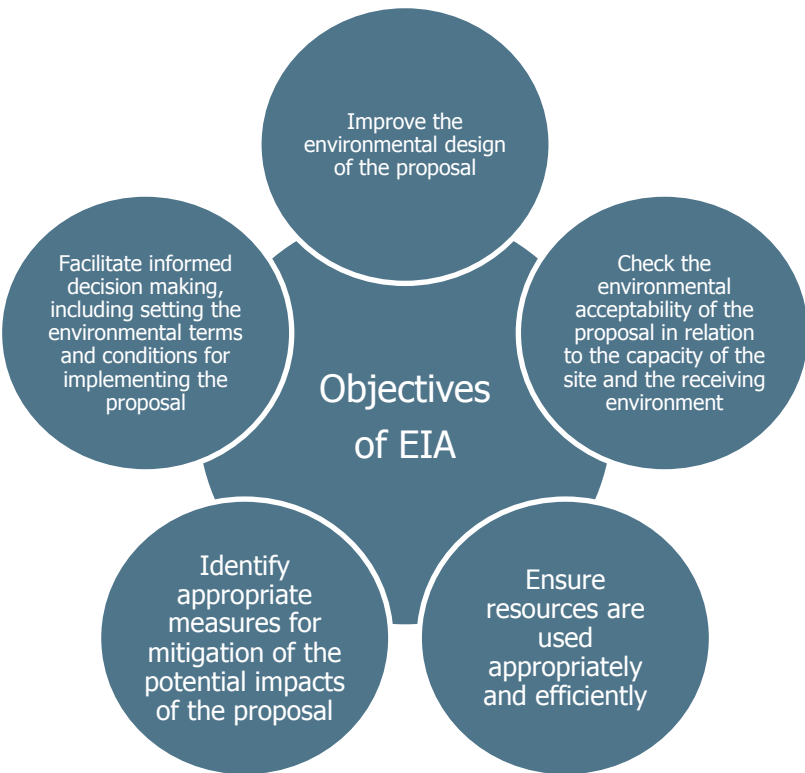 Improve the
environmental design
of the proposal
Check the
environmental
acceptability of the
proposal in relation
to the capacity of the
site and the receiving
environment
Ensure
resources are
used
appropriately
and efficiently
Identify
appropriate
measures for
mitigation of the
potential impacts
of the proposal
Facilitate informed
decision making,
including setting the
environmental terms
and conditions for
implementing the
proposal
Objectives
of EIA